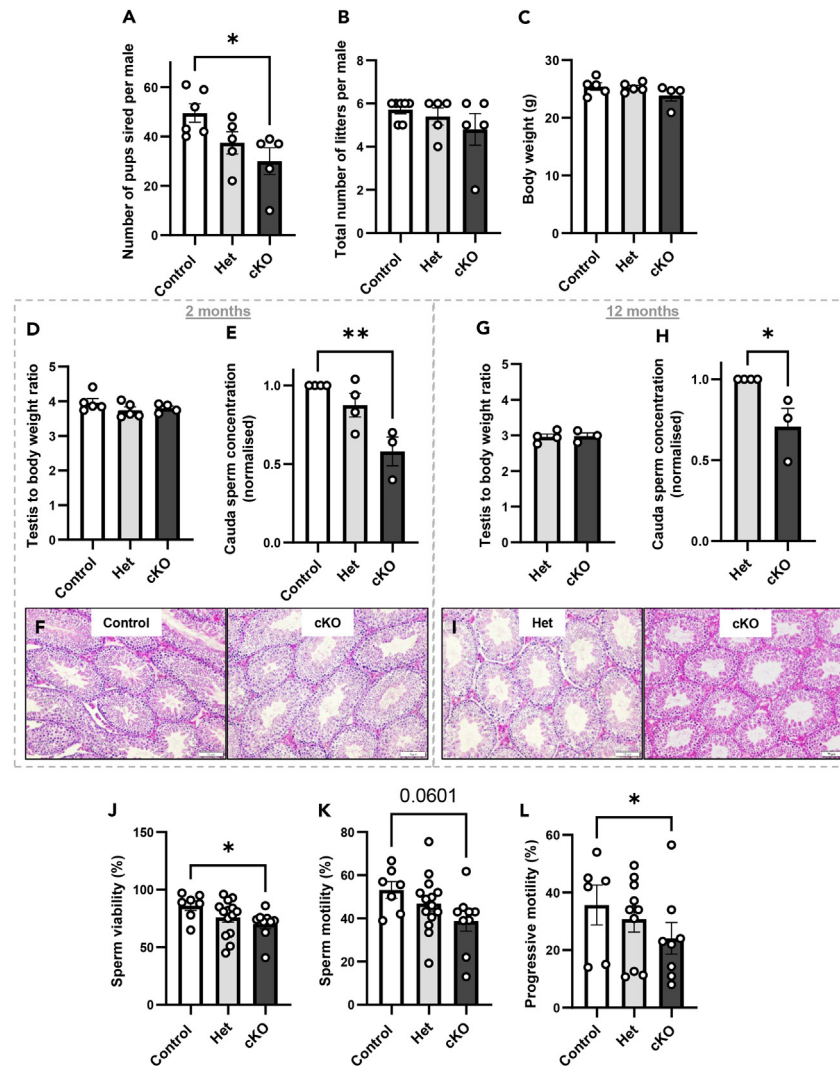 A
*
Number of pups sired per male
60
40
20
0
Control
Het
cKO
B
Total number of litters per male
8
6
4
2
0
Control
Het
cKO
C
Body weight (g)
30
20
10
0
Control
Het
cKO
2 months
D
Testis to body weight ratio
5
4
3
2
1
0
Control
Het
cKO
E
**
Cauda sperm concentration
(normalised)
1.0
0.5
0.0
Control
Het
cKO
12 months
G
Testis to body weight ratio
5
4
3
2
1
0
Het
cKO
H
*
Cauda sperm concentration
(normalised)
1.0
0.5
0.0
Het
cKO
F
Control
cKO
I
Het
cKO
J
*
Sperm viability (%)
150
100
50
0
Control
Het
cKO
K
0.0601
Sperm motility (%)
80
60
40
20
0
Control
Het
cKO
L
*
Progressive motility (%)
60
40
20
0
Control
Het
cKO